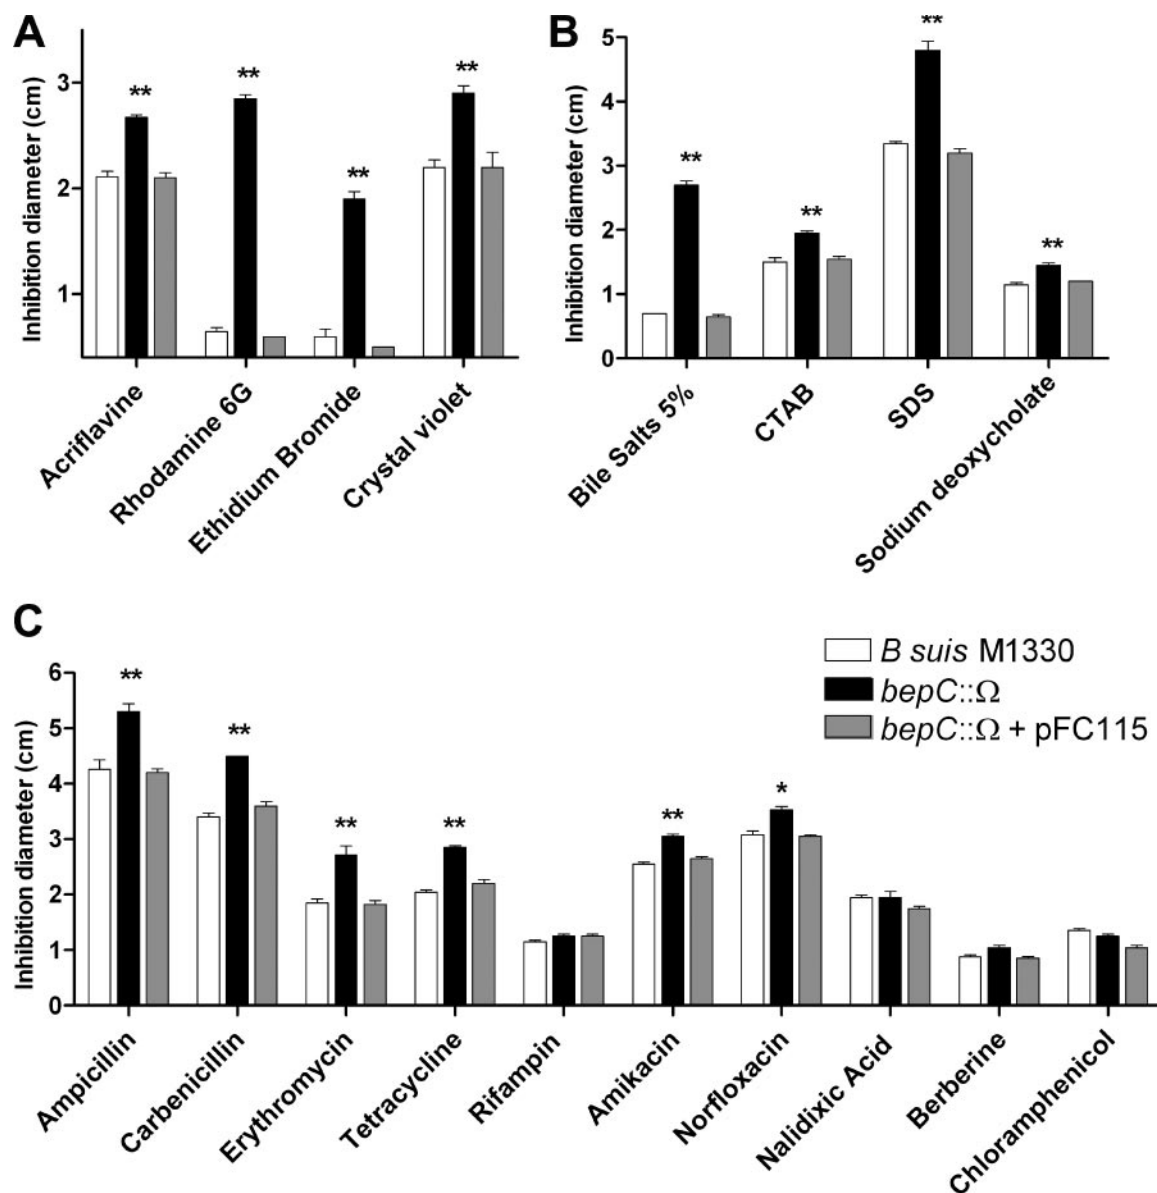 A
Inhibition diameter (cm)
3
2
1
** ** ** **
Acriflavine
Rhodamine 6G
Ethidium Bromide
Crystal violet
B
Inhibition diameter (cm)
5
4
3
2
1
0
** ** ** **
Bile Salts 5%
CTAB
SDS
Sodium deoxycholate
C
Inhibition diameter (cm)
6
5
4
3
2
1
0
** ** ** ** ** *
B suis M1330
bepC::Ω
bepC::Ω + pFC115
Ampicillin
Carbenicillin
Erythromycin
Tetracycline
Rifampin
Amikacin
Norfloxacin
Nalidixic Acid
Berberine
Chloramphenicol